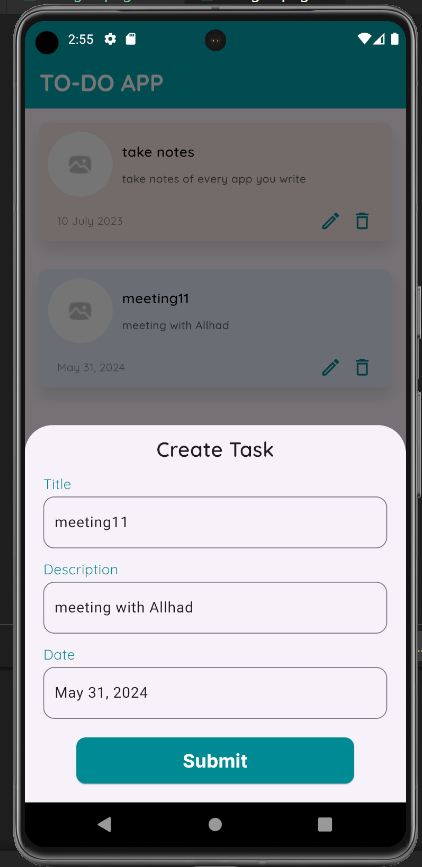 2:55
TO-DO APP
take notes
take notes of every app you write
10 July 2023
meeting11
meeting with Allhad
May 31, 2024
Create Task
Title
meeting11
Description
meeting with Allhad
Date
May 31, 2024
Submit